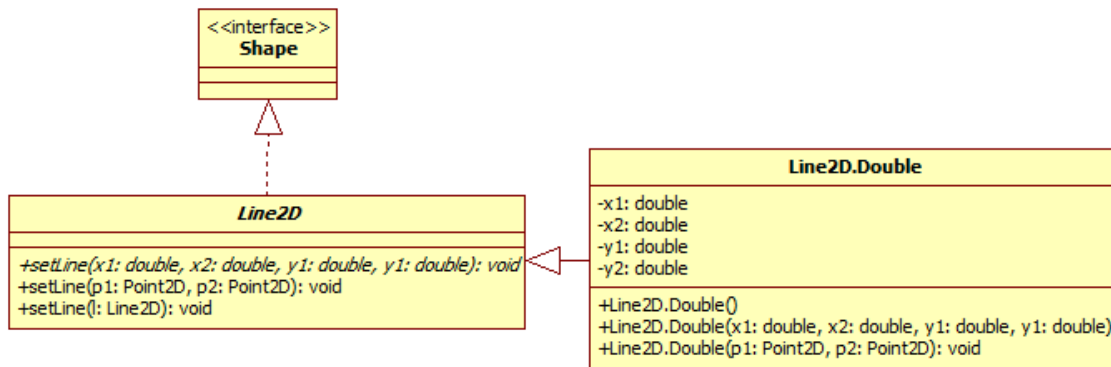 <<interface>>
Shape
Line2D
+setLine(x1: double, x2: double, y1: double, y1: double): void
+setLine(p1: Point2D, p2: Point2D): void
+setLine(l: Line2D): void
Line2D.Double
-x1: double
-x2: double
-y1: double
-y2: double
+Line2D.Double()
+Line2D.Double(x1: double, x2: double, y1: double, y1: double)
+Line2D.Double(p1: Point2D, p2: Point2D): void